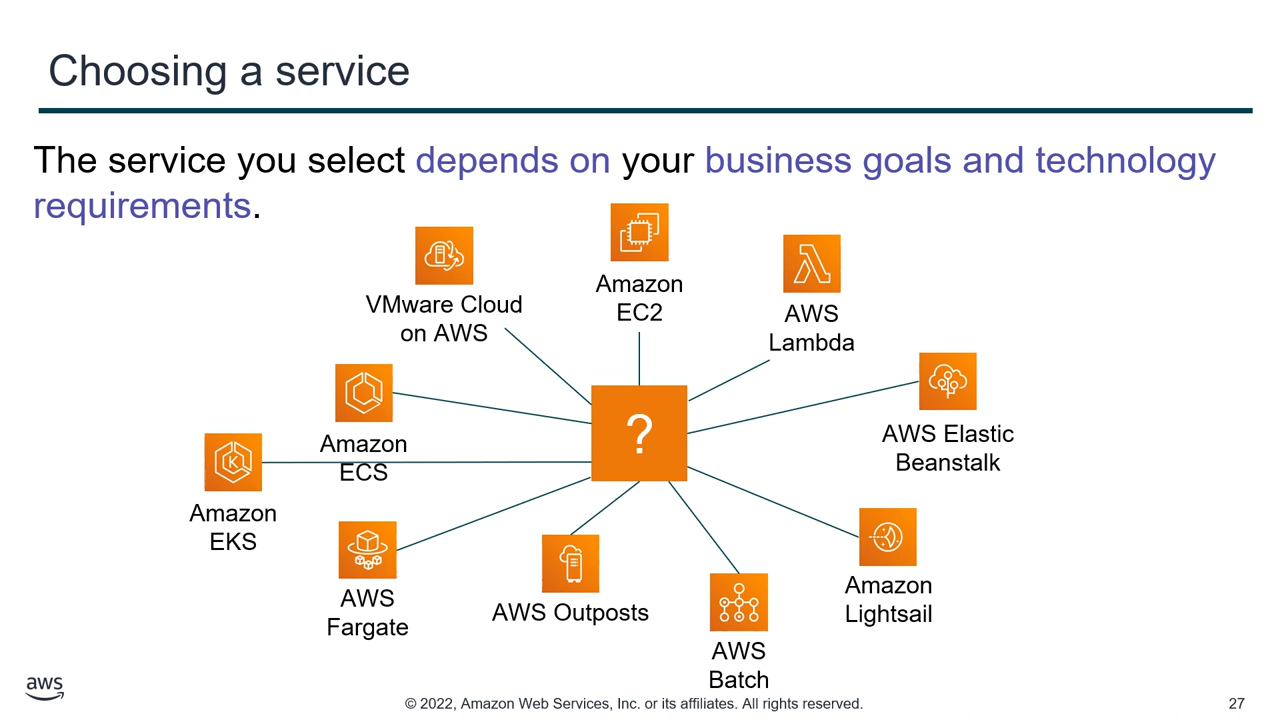 Choosing a service
The service you select depends on your business goals and technology
requirements.
VMware Cloud
on AWS
Amazon
EC2
AWS
Lambda
Amazon
ECS
?
AWS Elastic
Beanstalk
K
Amazon
EKS
AWS
Fargate
AWS Outposts
AWS
Batch
Amazon
Lightsail
aws
© 2022, Amazon Web Services, Inc. or its affiliates. All rights reserved.
27